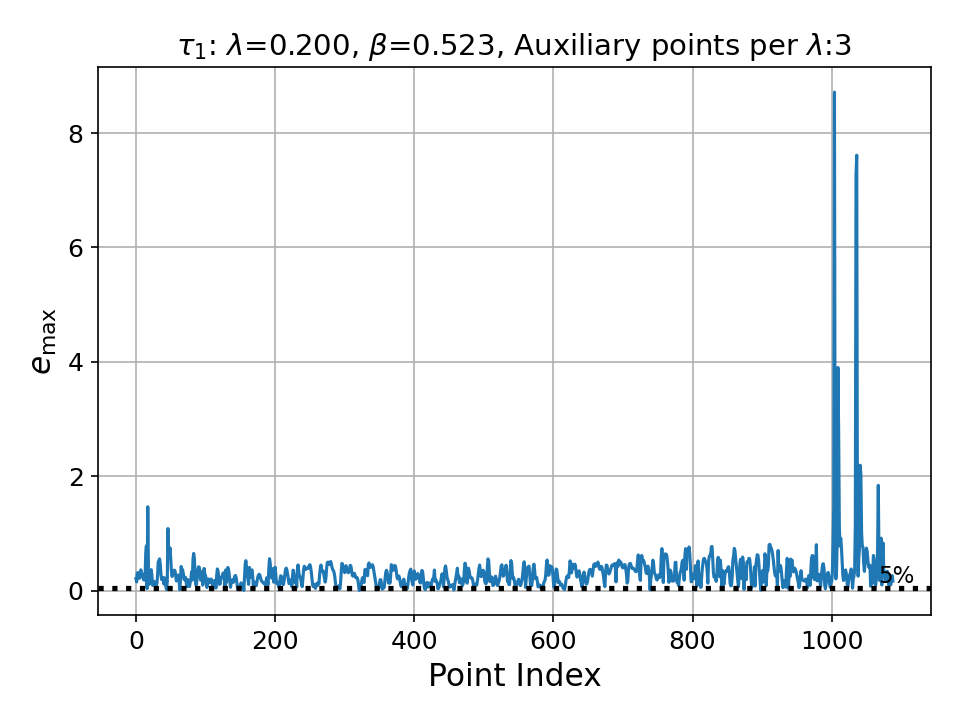 τ₁: λ=0.200, β=0.523, Auxiliary points per λ:3
8
6
4
2
0
e_max
5%
0 200 400 600 800 1000
Point Index